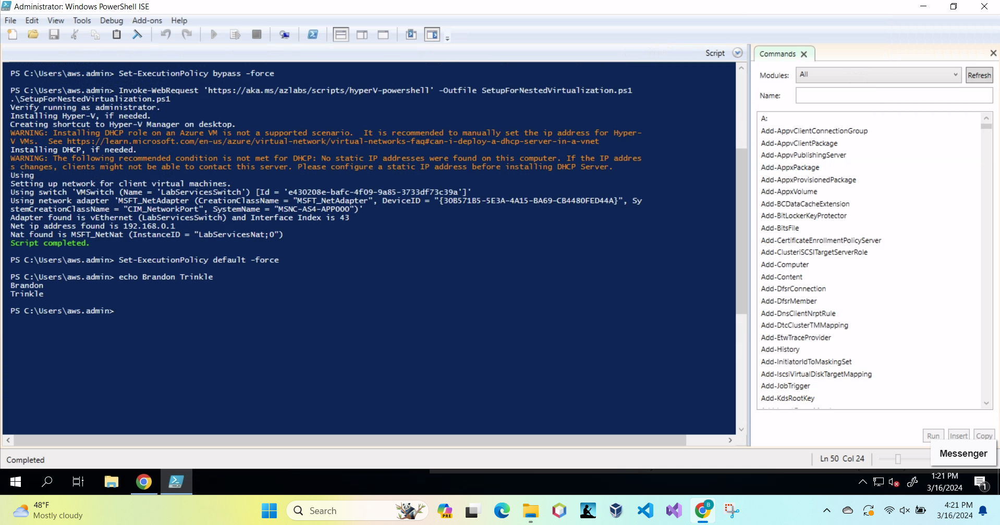 Administrator: Windows PowerShell ISE
File Edit View Tools Debug Add-ons Help
Script
PS C:\Users\aws.admin> Set-ExecutionPolicy bypass -force
PS C:\Users\aws.admin> Invoke-WebRequest 'https://aka.ms/azlabs/scripts/hyperV-powershell' -Outfile SetupForNestedVirtualization.ps1
.\SetupForNestedVirtualization.ps1
Verify running as administrator.
Installing Hyper-V, if needed.
Creating shortcut to Hyper-V Manager on desktop.
WARNING: Installing DHCP role on an Azure VM is not a supported scenario.  It is recommended to manually set the ip address for Hyper-
V VMs.  See https://learn.microsoft.com/en-us/azure/virtual-network/virtual-networks-faq#can-i-deploy-a-dhcp-server-in-a-vnet
Installing DHCP, if needed.
WARNING: The following recommended condition is not met for DHCP: No static IP addresses were found on this computer. If the IP addres
s changes, clients might not be able to contact this server. Please configure a static IP address before installing DHCP Server.
Using
Setting up network for client virtual machines.
Using switch 'VMSwitch (Name = 'LabServicesSwitch') [Id = 'e430208e-bafc-4f09-9a85-3733df73c39a']'
Using network adapter 'MSFT_NetAdapter (CreationClassName = "MSFT_NetAdapter", DeviceID = "{30B571B5-5E3A-4A15-BA69-CB4480FED44A}", Sy
stemCreationClassName = "CIM_NetworkPort", SystemName = "MSNC-AS4-APP000")'
Adapter found is vEthernet (LabServicesSwitch) and Interface Index is 43
Net ip address found is 192.168.0.1
Nat found is MSFT_NetNat (InstanceID = "LabServicesNat;0")
Script completed.
PS C:\Users\aws.admin> Set-ExecutionPolicy default -force
PS C:\Users\aws.admin> echo Brandon Trinkle
Brandon
Trinkle
PS C:\Users\aws.admin>
Commands
Modules: All Refresh
Name:
A:
Add-AppvClientConnectionGroup
Add-AppvClientPackage
Add-AppvPublishingServer
Add-AppxPackage
Add-AppxProvisionedPackage
Add-AppxVolume
Add-BCDataCacheExtension
Add-BitLockerKeyProtector
Add-BitsFile
Add-CertificateEnrollmentPolicyServer
Add-ClusteriSCSITargetServerRole
Add-Computer
Add-Content
Add-DfsrConnection
Add-DfsrMember
Add-DnsClientNrptRule
Add-DtcClusterTMMapping
Add-EtwTraceProvider
Add-History
Add-InitiatorIdToMaskingSet
Add-IscsiVirtualDiskTargetMapping
Add-JobTrigger
Add-KdsRootKey
Run Insert Copy
Completed
Ln 50 Col 24
Messenger
1:21 PM
3/16/2024
1
48°F
Mostly cloudy
Search
PRE
B
4:21 PM
3/16/2024